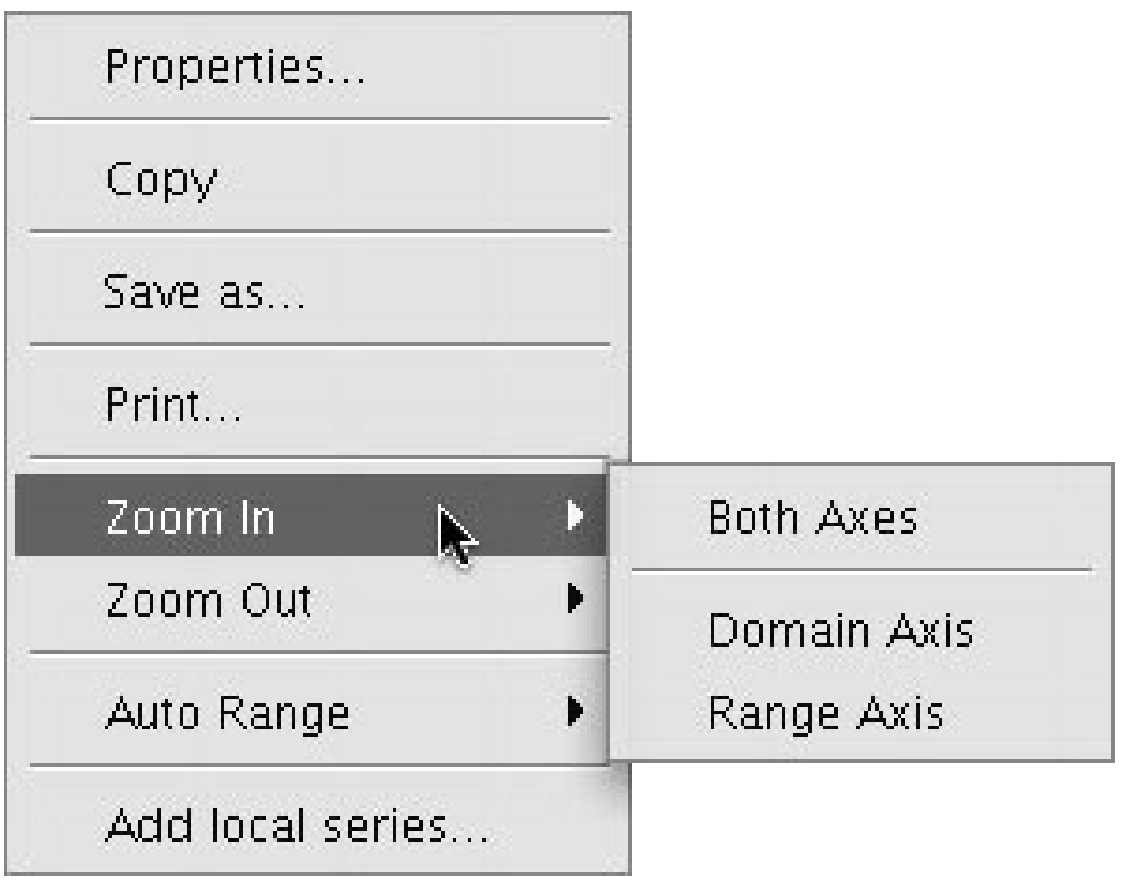 Properties...
Copy
Save as...
Print...
Zoom In
Both Axes
Zoom Out
Domain Axis
Auto Range
Range Axis
Add local series...